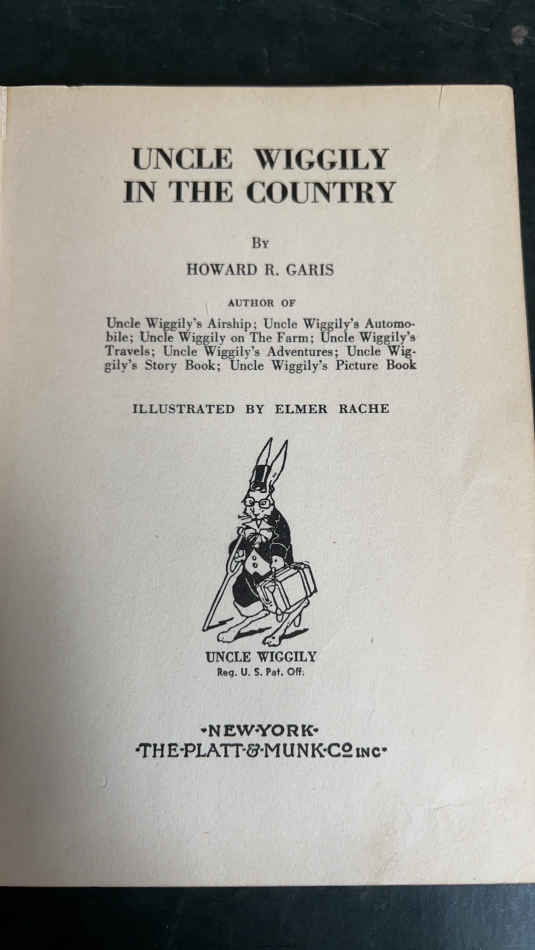 UNCLE WIGGILY
IN THE COUNTRY
BY
HOWARD R. GARIS
AUTHOR OF
Uncle Wiggily's Airship; Uncle Wiggily's Automo-
bile; Uncle Wiggily on The Farm; Uncle Wiggily's
Travels; Uncle Wiggily's Adventures; Uncle Wig-
gily's Story Book; Uncle Wiggily's Picture Book
ILLUSTRATED BY ELMER RACHE
UNCLE WIGGILY
Reg. U. S. Pat. Off.
·NEW·YORK·
·THE·PLATT·&·MUNK·Co INC·